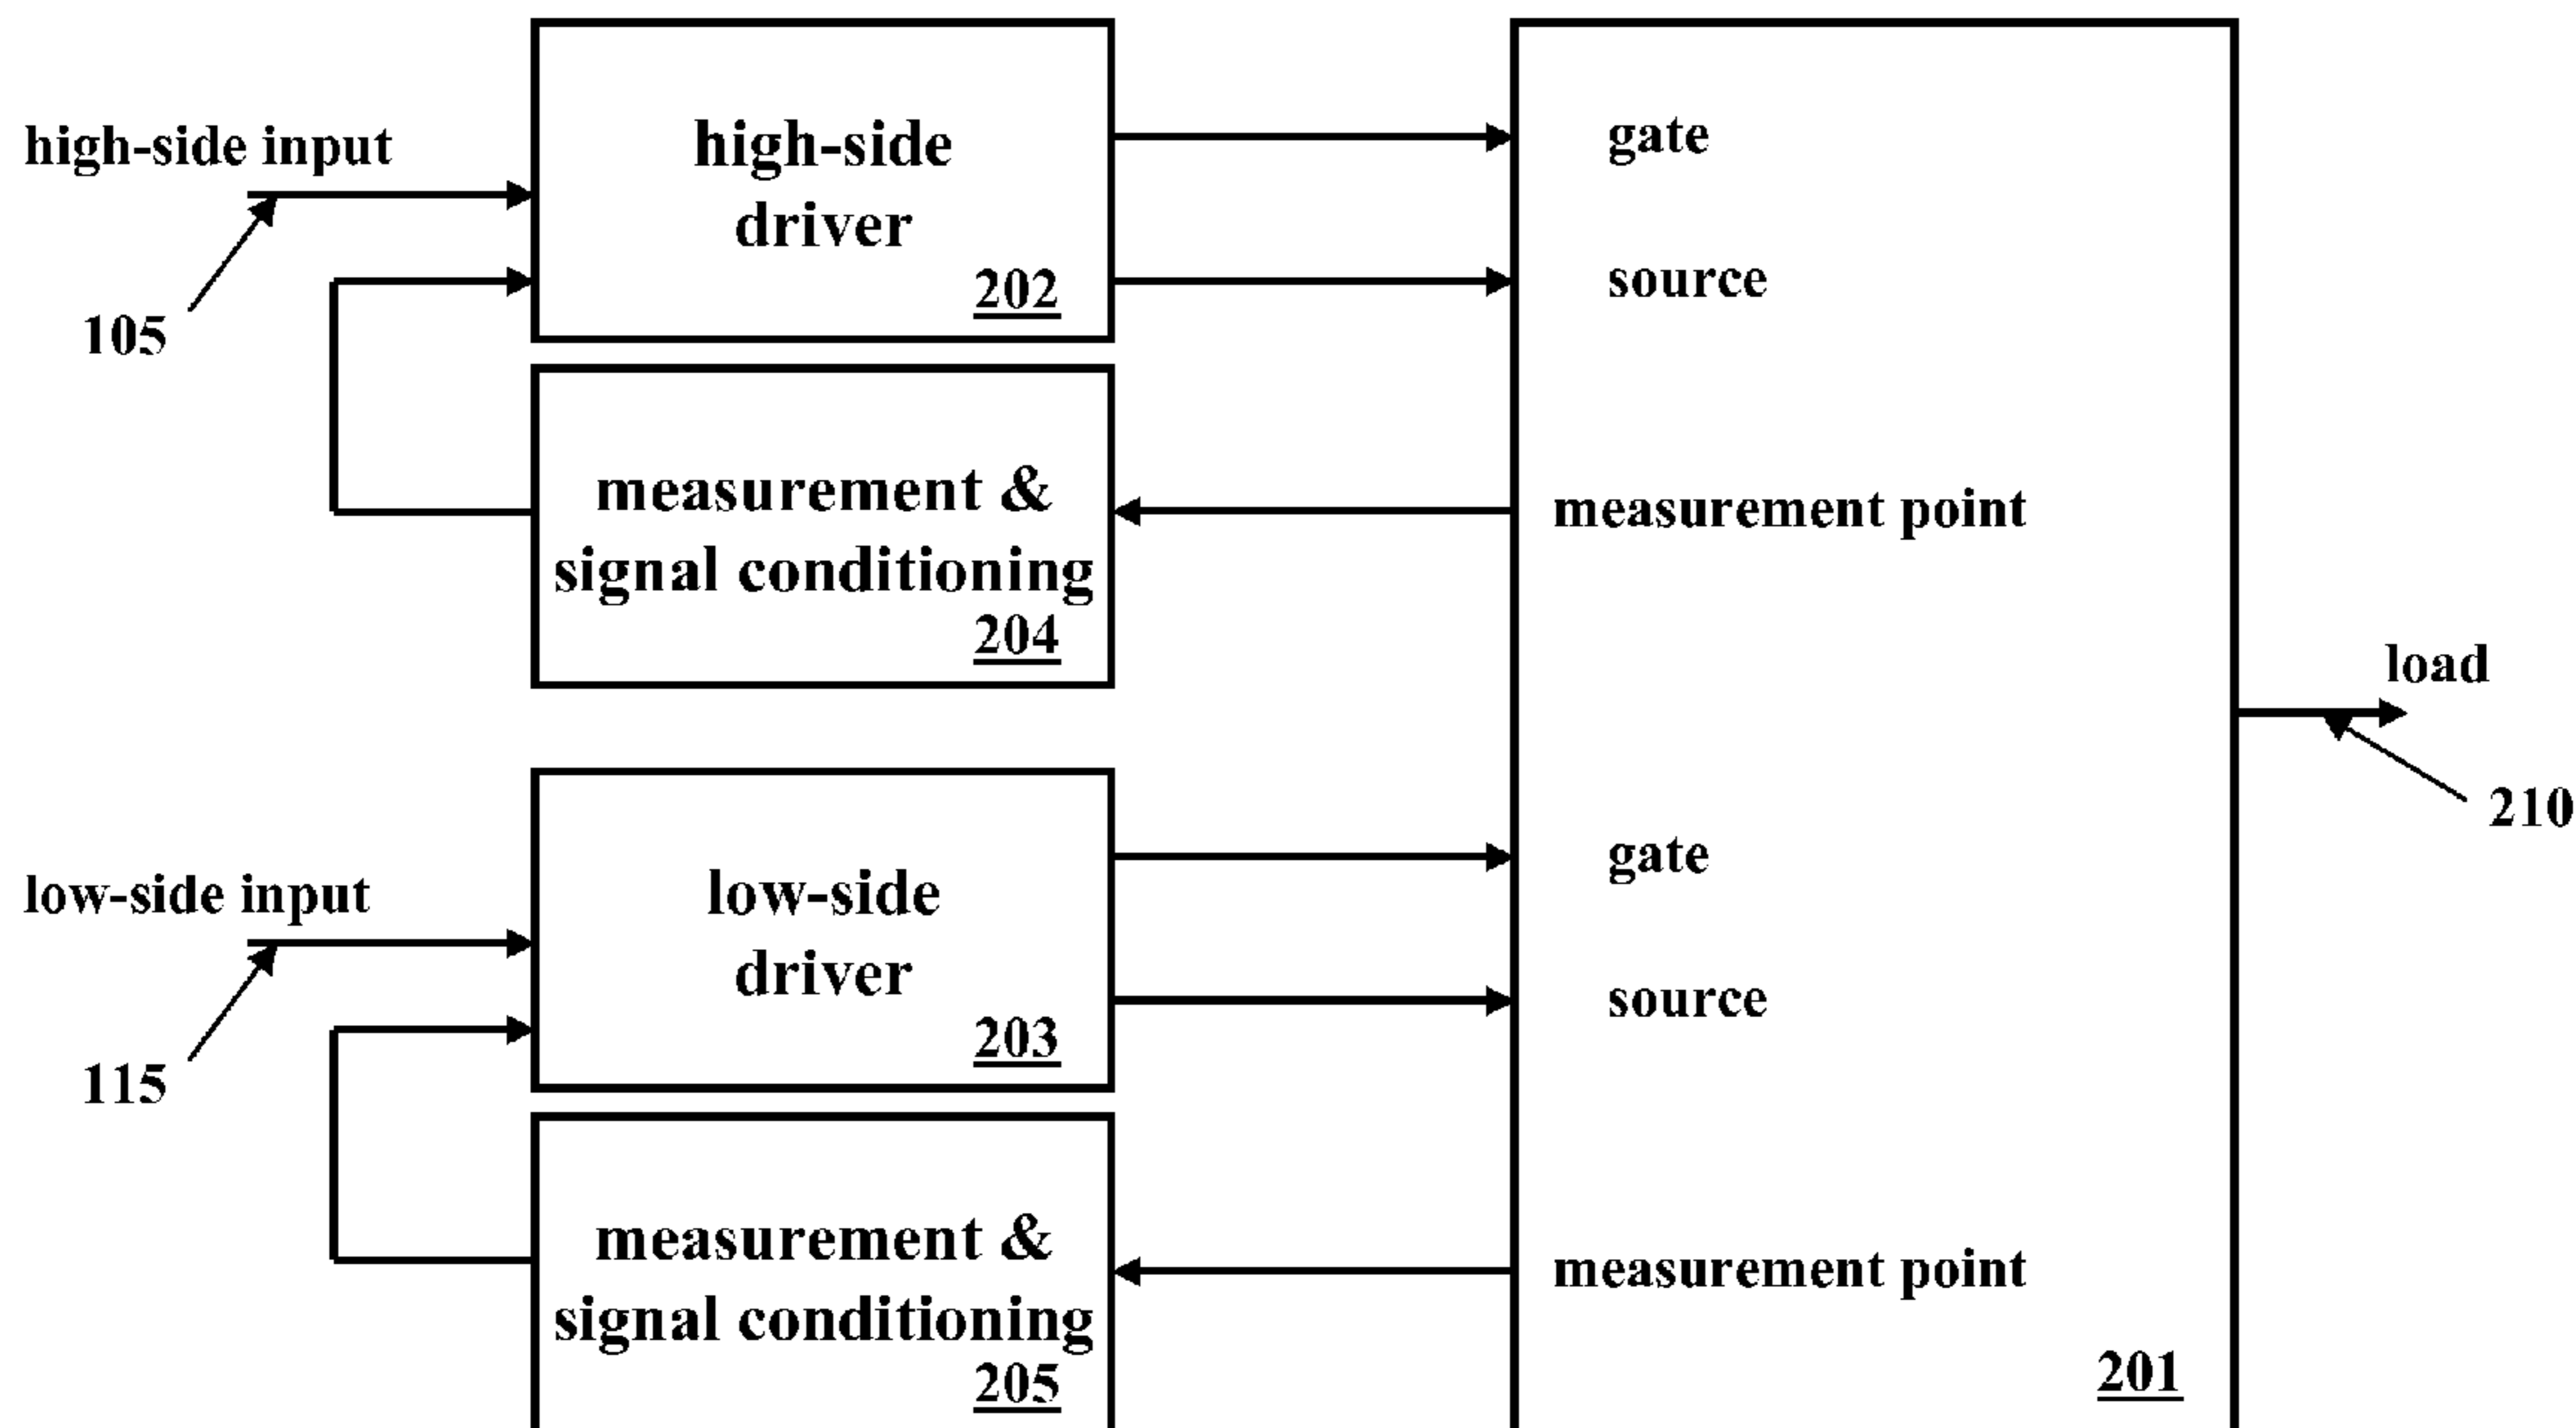 high-side input
105
high-side
driver
202
gate
source
measurement &
signal conditioning
204
measurement point
load
210
low-side input
115
low-side
driver
203
gate
source
measurement &
signal conditioning
205
measurement point
201